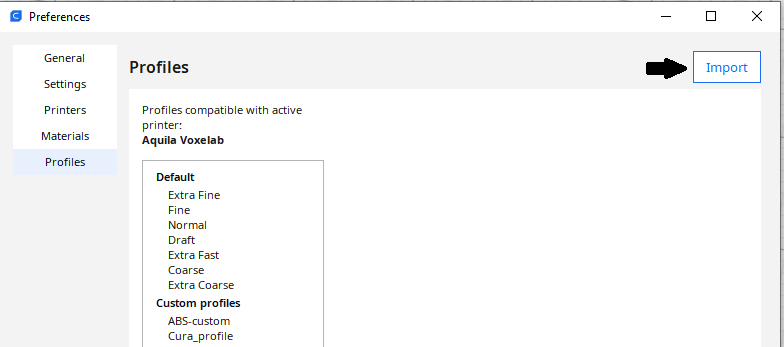 Preferences
General
Settings
Printers
Materials
Profiles
Profiles
Import
Profiles compatible with active
printer:
Aquila Voxelab
Default
Extra Fine
Fine
Normal
Draft
Extra Fast
Coarse
Extra Coarse
Custom profiles
ABS-custom
Cura_profile